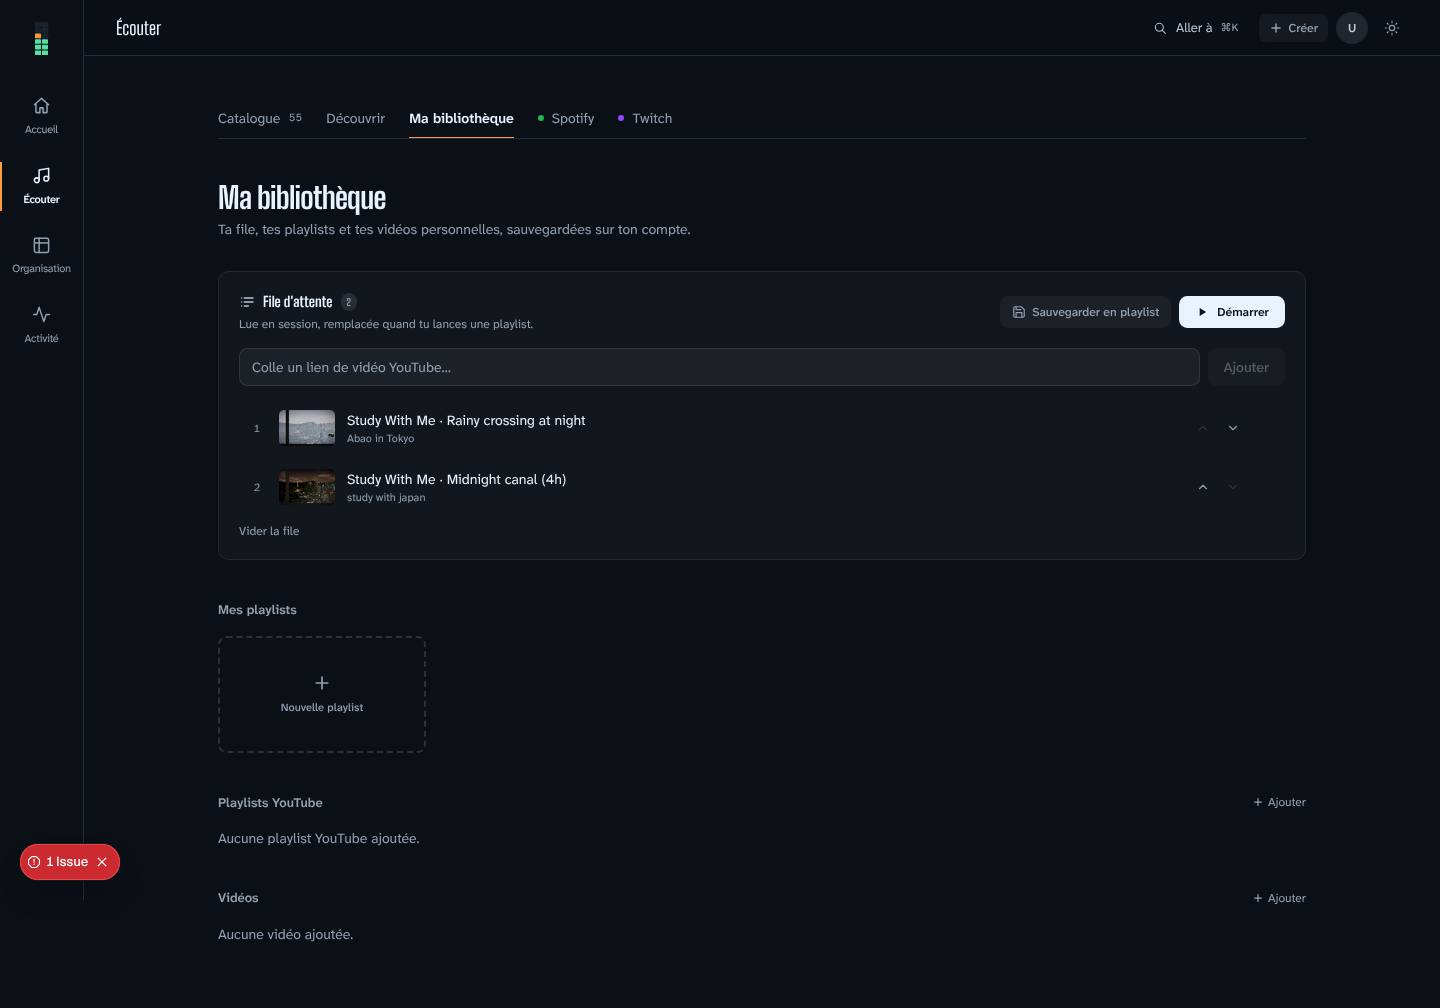 Écouter
Aller à ⌘K
Créer
U
Accueil
Écouter
Organisation
Activité
Catalogue 55
Découvrir
Ma bibliothèque
Spotify
Twitch
Ma bibliothèque
Ta file, tes playlists et tes vidéos personnelles, sauvegardées sur ton compte.
File d'attente 2
Lue en session, remplacée quand tu lances une playlist.
Sauvegarder en playlist
Démarrer
Colle un lien de vidéo YouTube...
Ajouter
1
Study With Me · Rainy crossing at night
Abao in Tokyo
2
Study With Me · Midnight canal (4h)
study with japan
Vider la file
Mes playlists
Nouvelle playlist
Playlists YouTube
Ajouter
Aucune playlist YouTube ajoutée.
1 Issue
Vidéos
Ajouter
Aucune vidéo ajoutée.